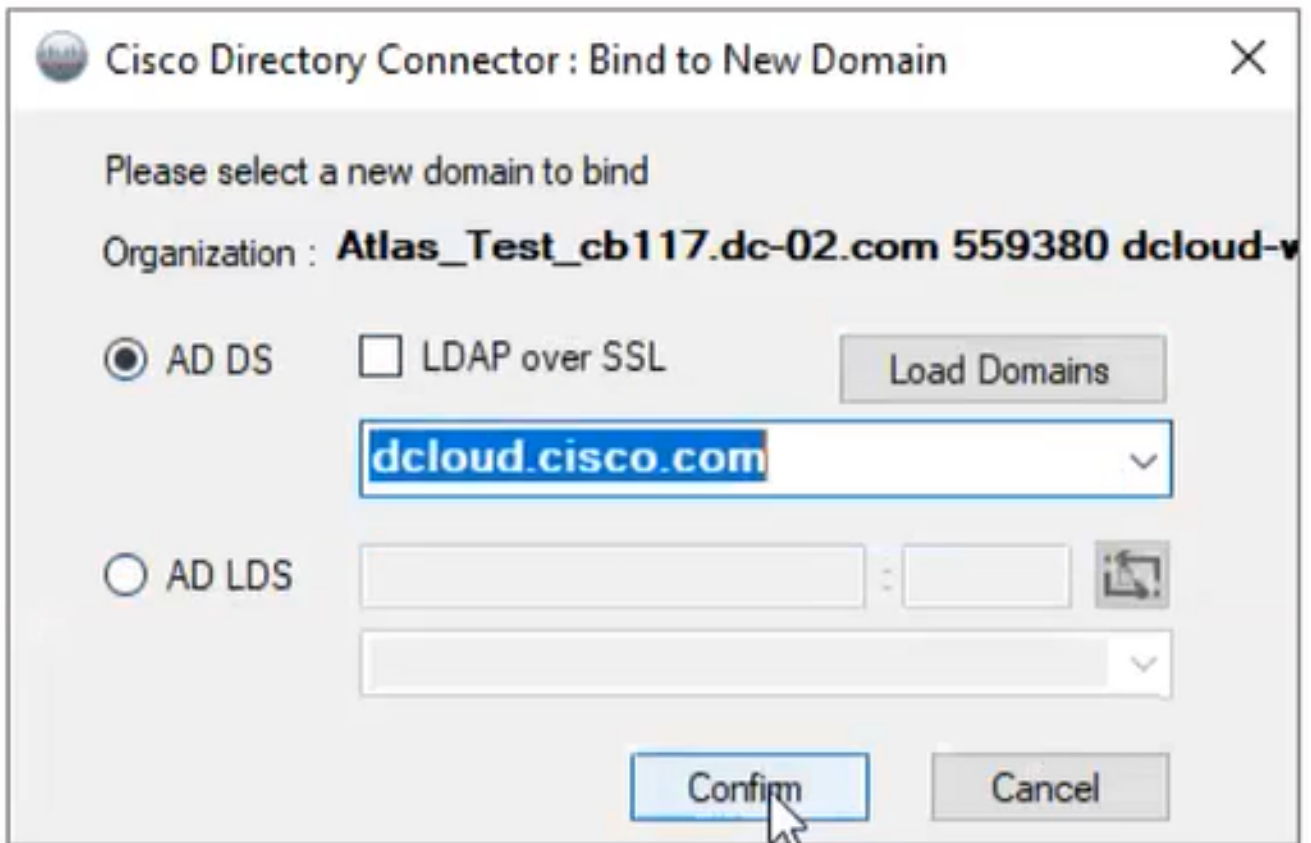 Cisco Directory Connector : Bind to New Domain
Please select a new domain to bind
Organization : Atlas_Test_cb117.dc-02.com 559380 dcloud-
AD DS LDAP over SSL Load Domains
dcloud.cisco.com
AD LDS :
Confirm Cancel